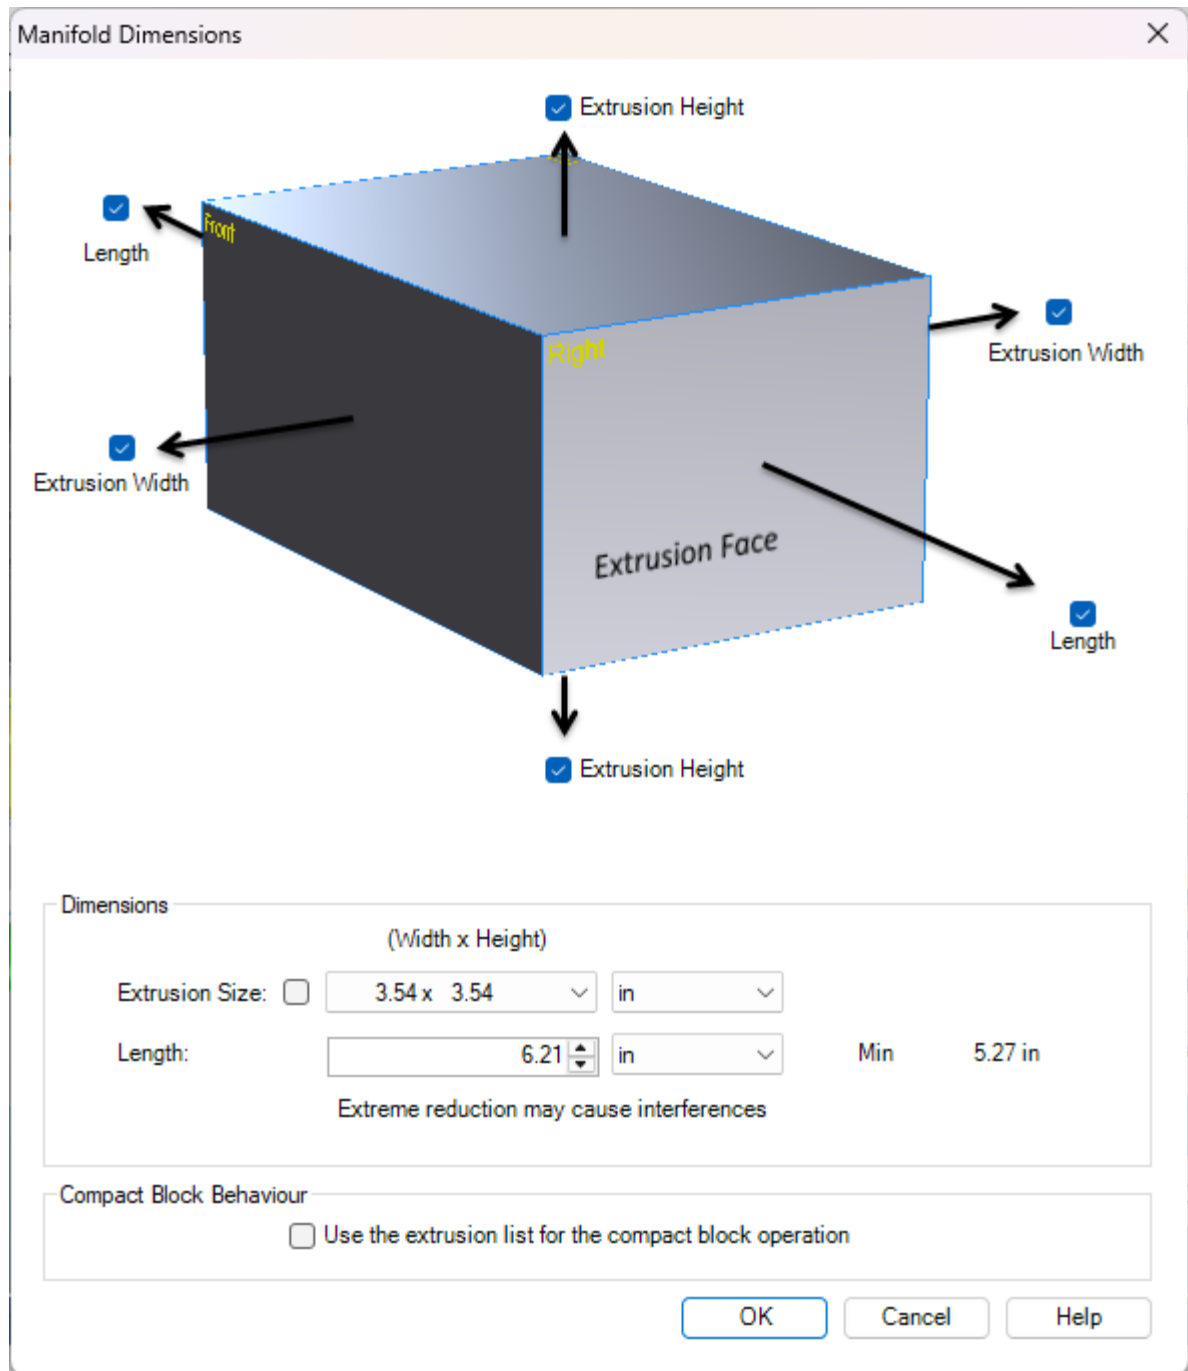 Manifold Dimensions
Extrusion Height
Length
Front
Right
Extrusion Width
Extrusion Width
Extrusion Face
Length
Extrusion Height
Dimensions
(Width x Height)
Extrusion Size: 3.54 x 3.54 in
Length: 6.21 in Min 5.27 in
Extreme reduction may cause interferences
Compact Block Behaviour
Use the extrusion list for the compact block operation
OK Cancel Help